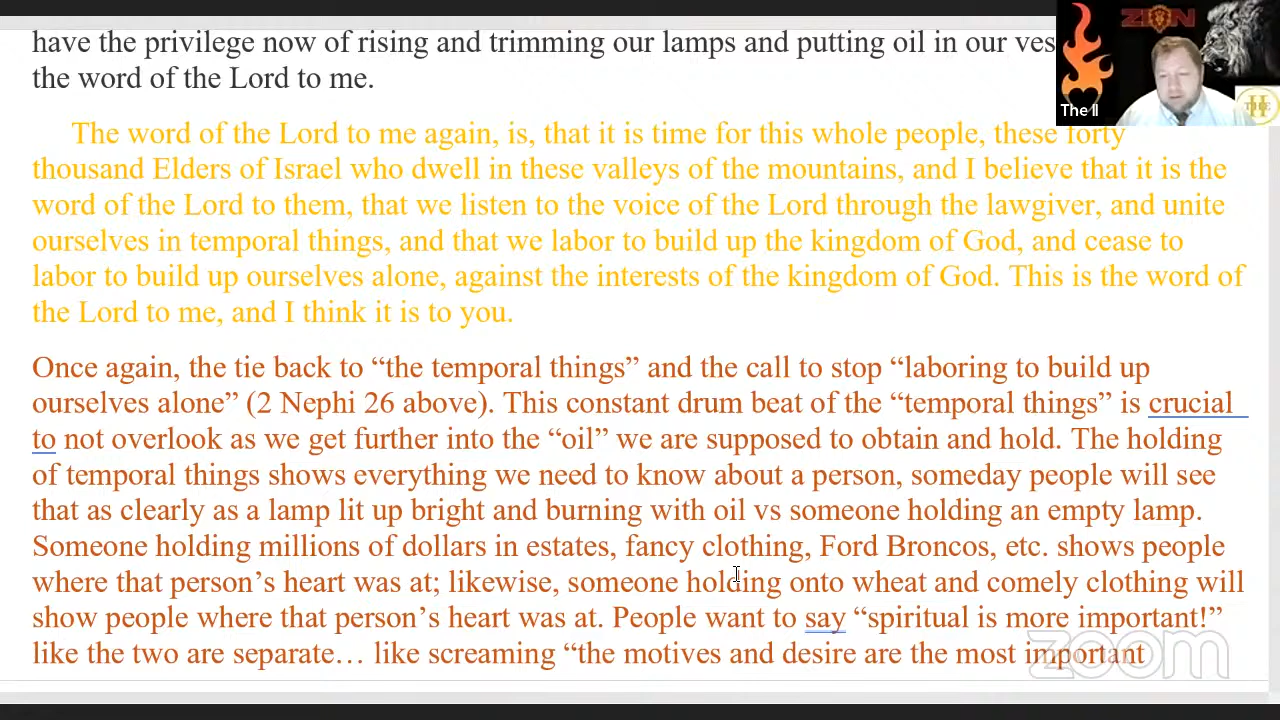 have the privilege now of rising and trimming our lamps and putting oil in our ves
the word of the Lord to me.
ZION
The II
The word of the Lord to me again, is, that it is time for this whole people, these forty
thousand Elders of Israel who dwell in these valleys of the mountains, and I believe that it is the
word of the Lord to them, that we listen to the voice of the Lord through the lawgiver, and unite
ourselves in temporal things, and that we labor to build up the kingdom of God, and cease to
labor to build up ourselves alone, against the interests of the kingdom of God. This is the word of
the Lord to me, and I think it is to you.
Once again, the tie back to “the temporal things” and the call to stop “laboring to build up
ourselves alone” (2 Nephi 26 above). This constant drum beat of the “temporal things” is crucial
to not overlook as we get further into the “oil” we are supposed to obtain and hold. The holding
of temporal things shows everything we need to know about a person, someday people will see
that as clearly as a lamp lit up bright and burning with oil vs someone holding an empty lamp.
Someone holding millions of dollars in estates, fancy clothing, Ford Broncos, etc. shows people
where that person’s heart was at; likewise, someone holding onto wheat and comely clothing will
show people where that person’s heart was at. People want to say “spiritual is more important!”
like the two are separate… like screaming “the motives and desire are the most important
zoom